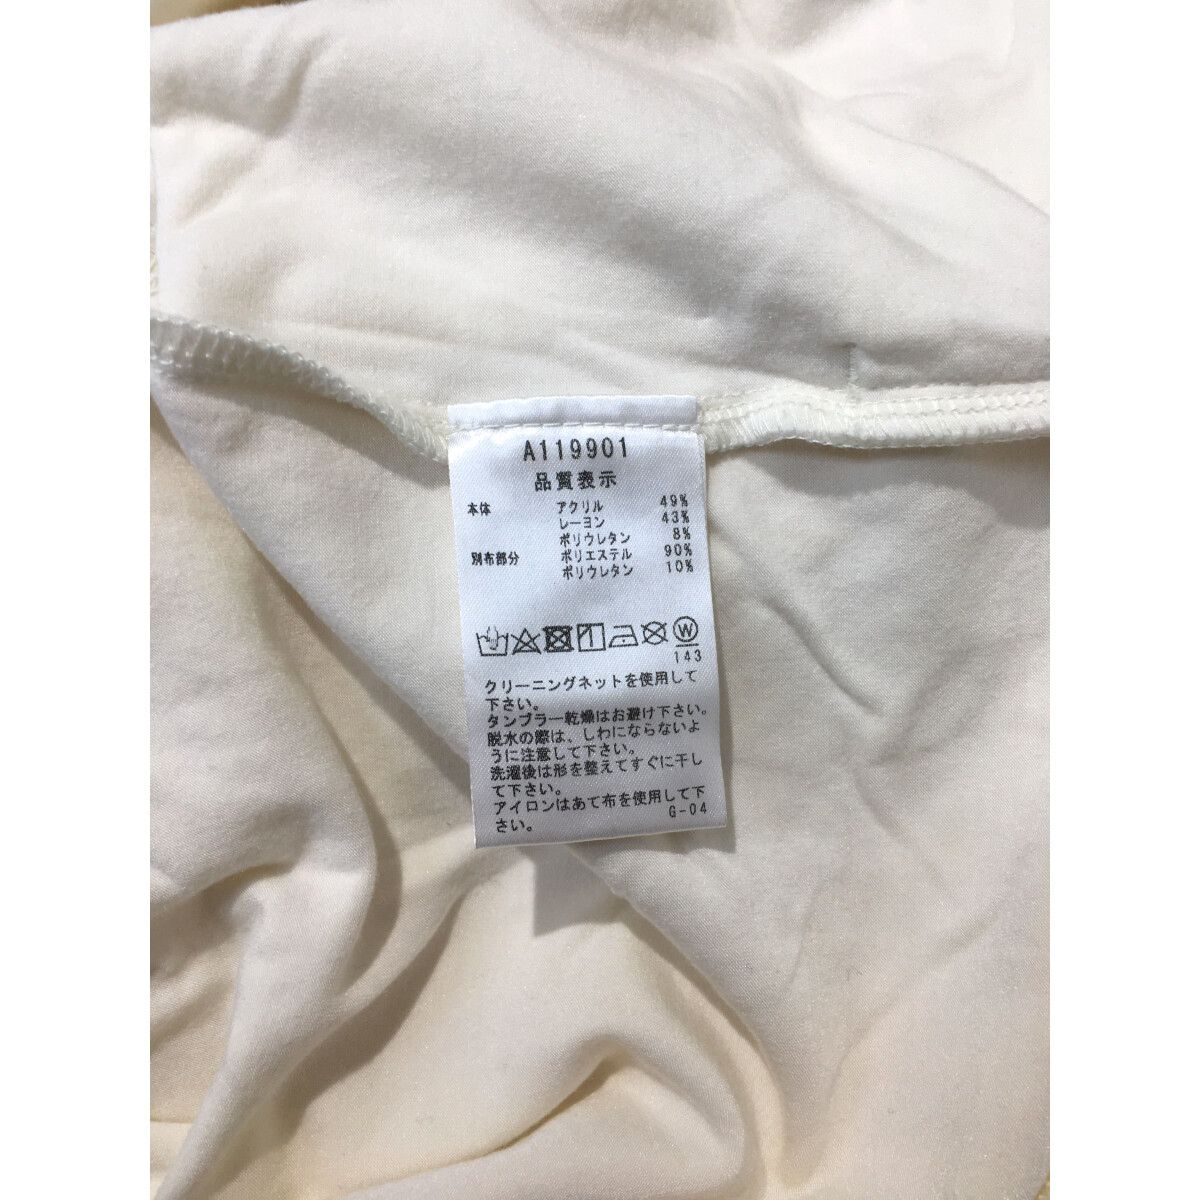 A119901
品質表示
本体 アクリル 49%
レーヨン 43%
ポリウレタン 8%
別布部分 ポリエステル 90%
ポリウレタン 10%
W
143
クリーニングネットを使用して
下さい。
タンブラー乾燥はお避け下さい。
脱水の際は、しわにならないよ
うに注意して下さい。
洗濯後は形を整えてすぐに干し
て下さい。
アイロンはあて布を使用して下
さい。
G-04